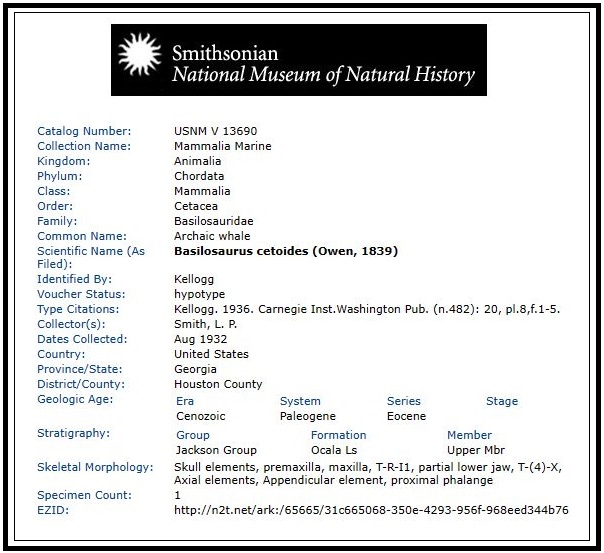 Smithsonian
National Museum of Natural History
Catalog Number: USNM V 13690
Collection Name: Mammalia Marine
Kingdom: Animalia
Phylum: Chordata
Class: Mammalia
Order: Cetacea
Family: Basilosauridae
Common Name: Archaic whale
Scientific Name (As Basilosaurus cetoides (Owen, 1839)
Filed):
Identified By: Kellogg
Voucher Status: hypotype
Type Citations: Kellogg. 1936. Carnegie Inst.Washington Pub. (n.482): 20, pl.8,f.1-5.
Collector(s): Smith, L. P.
Dates Collected: Aug 1932
Country: United States
Province/State: Georgia
District/County: Houston County
Geologic Age: Era System Series Stage
Cenozoic Paleogene Eocene
Stratigraphy: Group Formation Member
Jackson Group Ocala Ls Upper Mbr
Skeletal Morphology: Skull elements, premaxilla, maxilla, T-R-I1, partial lower jaw, T-(4)-X,
Axial elements, Appendicular element, proximal phalange
Specimen Count: 1
EZID: http://n2t.net/ark:/65665/31c665068-350e-4293-956f-968eed344b76